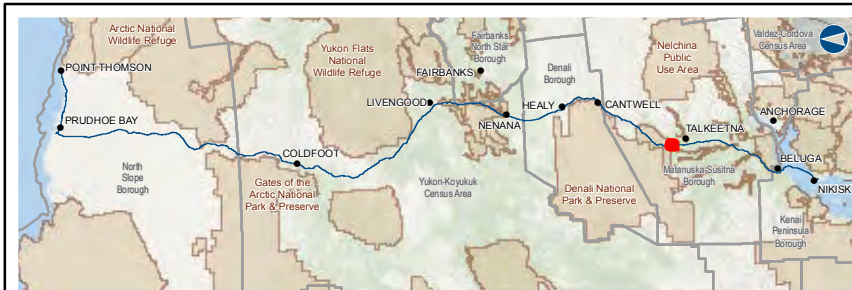 Arctic National
Wildlife Refuge
POINT THOMSON
PRUDHOE BAY
North
Slope
Borough
COLDFOOT
Gates of the
Arctic National
Park & Preserve
Yukon Flats
National
Wildlife Refuge
LIVENGOOD
Fairbanks
North Star
Borough
FAIRBANKS
NENANA
Yukon-Koyukuk
Census Area
Denali
Borough
HEALY
CANTWELL
Denali National
Park & Preserve
Nelchina
Public
Use Area
TALKEETNA
Matanuska-Susitna
Borough
Valdez-Cordova
Census Area
ANCHORAGE
BELUGA
NIKISKI
Kenai
Peninsula
Borough